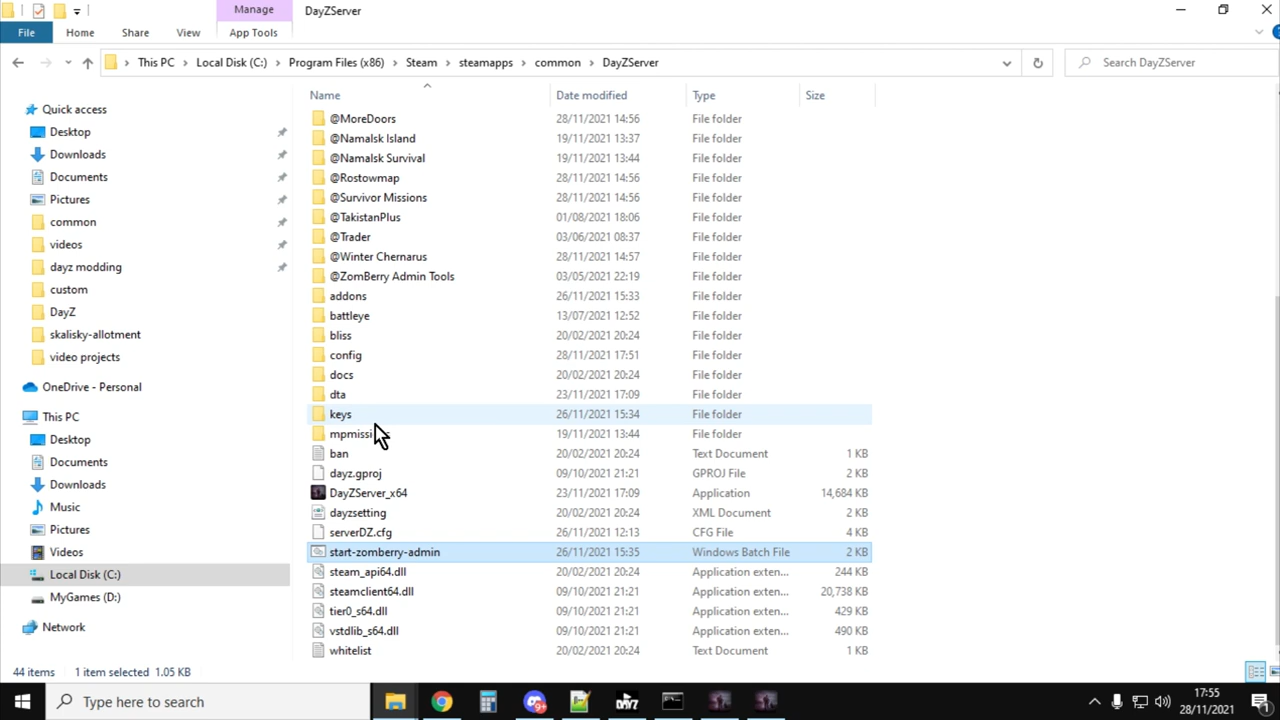 Manage
DayZServer
File
Home
Share
View
App Tools
This PC
Local Disk (C:)
Program Files (x86)
Steam
steamapps
common
DayZServer
Search DayZServer
Name
Date modified
Type
Size
Quick access
Desktop
Downloads
Documents
Pictures
common
videos
dayz modding
custom
DayZ
skalisky-allotment
video projects
OneDrive - Personal
This PC
Desktop
Documents
Downloads
Music
Pictures
Videos
Local Disk (C:)
MyGames (D:)
Network
@MoreDoors 28/11/2021 14:56 File folder
@Namalsk Island 19/11/2021 13:37 File folder
@Namalsk Survival 19/11/2021 13:44 File folder
@Rostowmap 28/11/2021 14:56 File folder
@Survivor Missions 28/11/2021 14:56 File folder
@TakistanPlus 01/08/2021 18:06 File folder
@Trader 03/06/2021 08:37 File folder
@Winter Chernarus 28/11/2021 14:57 File folder
@ZomBerry Admin Tools 03/05/2021 22:19 File folder
addons 26/11/2021 15:33 File folder
battleye 13/07/2021 12:52 File folder
bliss 20/02/2021 20:24 File folder
config 28/11/2021 17:51 File folder
docs 20/02/2021 20:24 File folder
dta 23/11/2021 17:09 File folder
keys 26/11/2021 15:34 File folder
19/11/2021 13:44 File folder
ban 20/02/2021 20:24 Text Document 1 KB
dayz.gproj 09/10/2021 21:21 GPROJ File 2 KB
DayZServer_x64 23/11/2021 17:09 Application 14,684 KB
dayzsetting 20/02/2021 20:24 XML Document 2 KB
serverDZ.cfg 26/11/2021 12:13 CFG File 4 KB
start-zomberry-admin 26/11/2021 15:35 Windows Batch File 2 KB
steam_api64.dll 20/02/2021 20:24 Application exten... 244 KB
steamclient64.dll 09/10/2021 21:21 Application exten... 20,738 KB
tier0_s64.dll 09/10/2021 21:21 Application exten... 429 KB
vstdlib_s64.dll 09/10/2021 21:21 Application exten... 490 KB
whitelist 20/02/2021 20:24 Text Document 1 KB
44 items 1 item selected 1.05 KB
Type here to search
17:55
28/11/2021